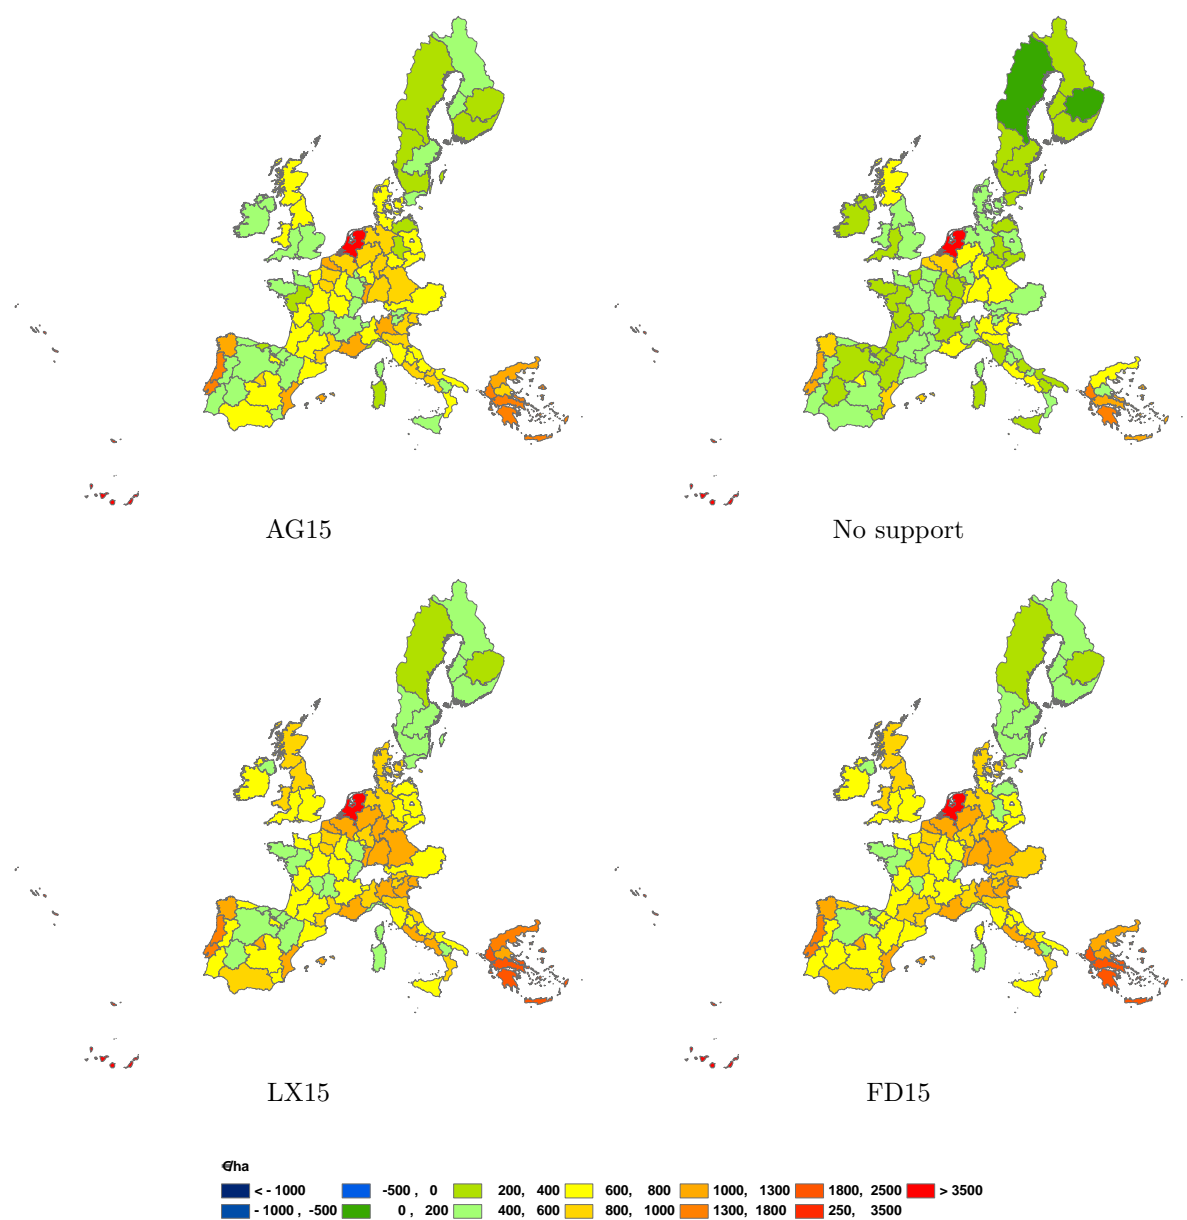 AG15 No support
LX15 FD15
€/ha
< - 1000 -500 , 0 200, 400 600, 800 1000, 1300 1800, 2500 > 3500
- 1000 , -500 0 , 200 400, 600 800, 1000 1300, 1800 250, 3500